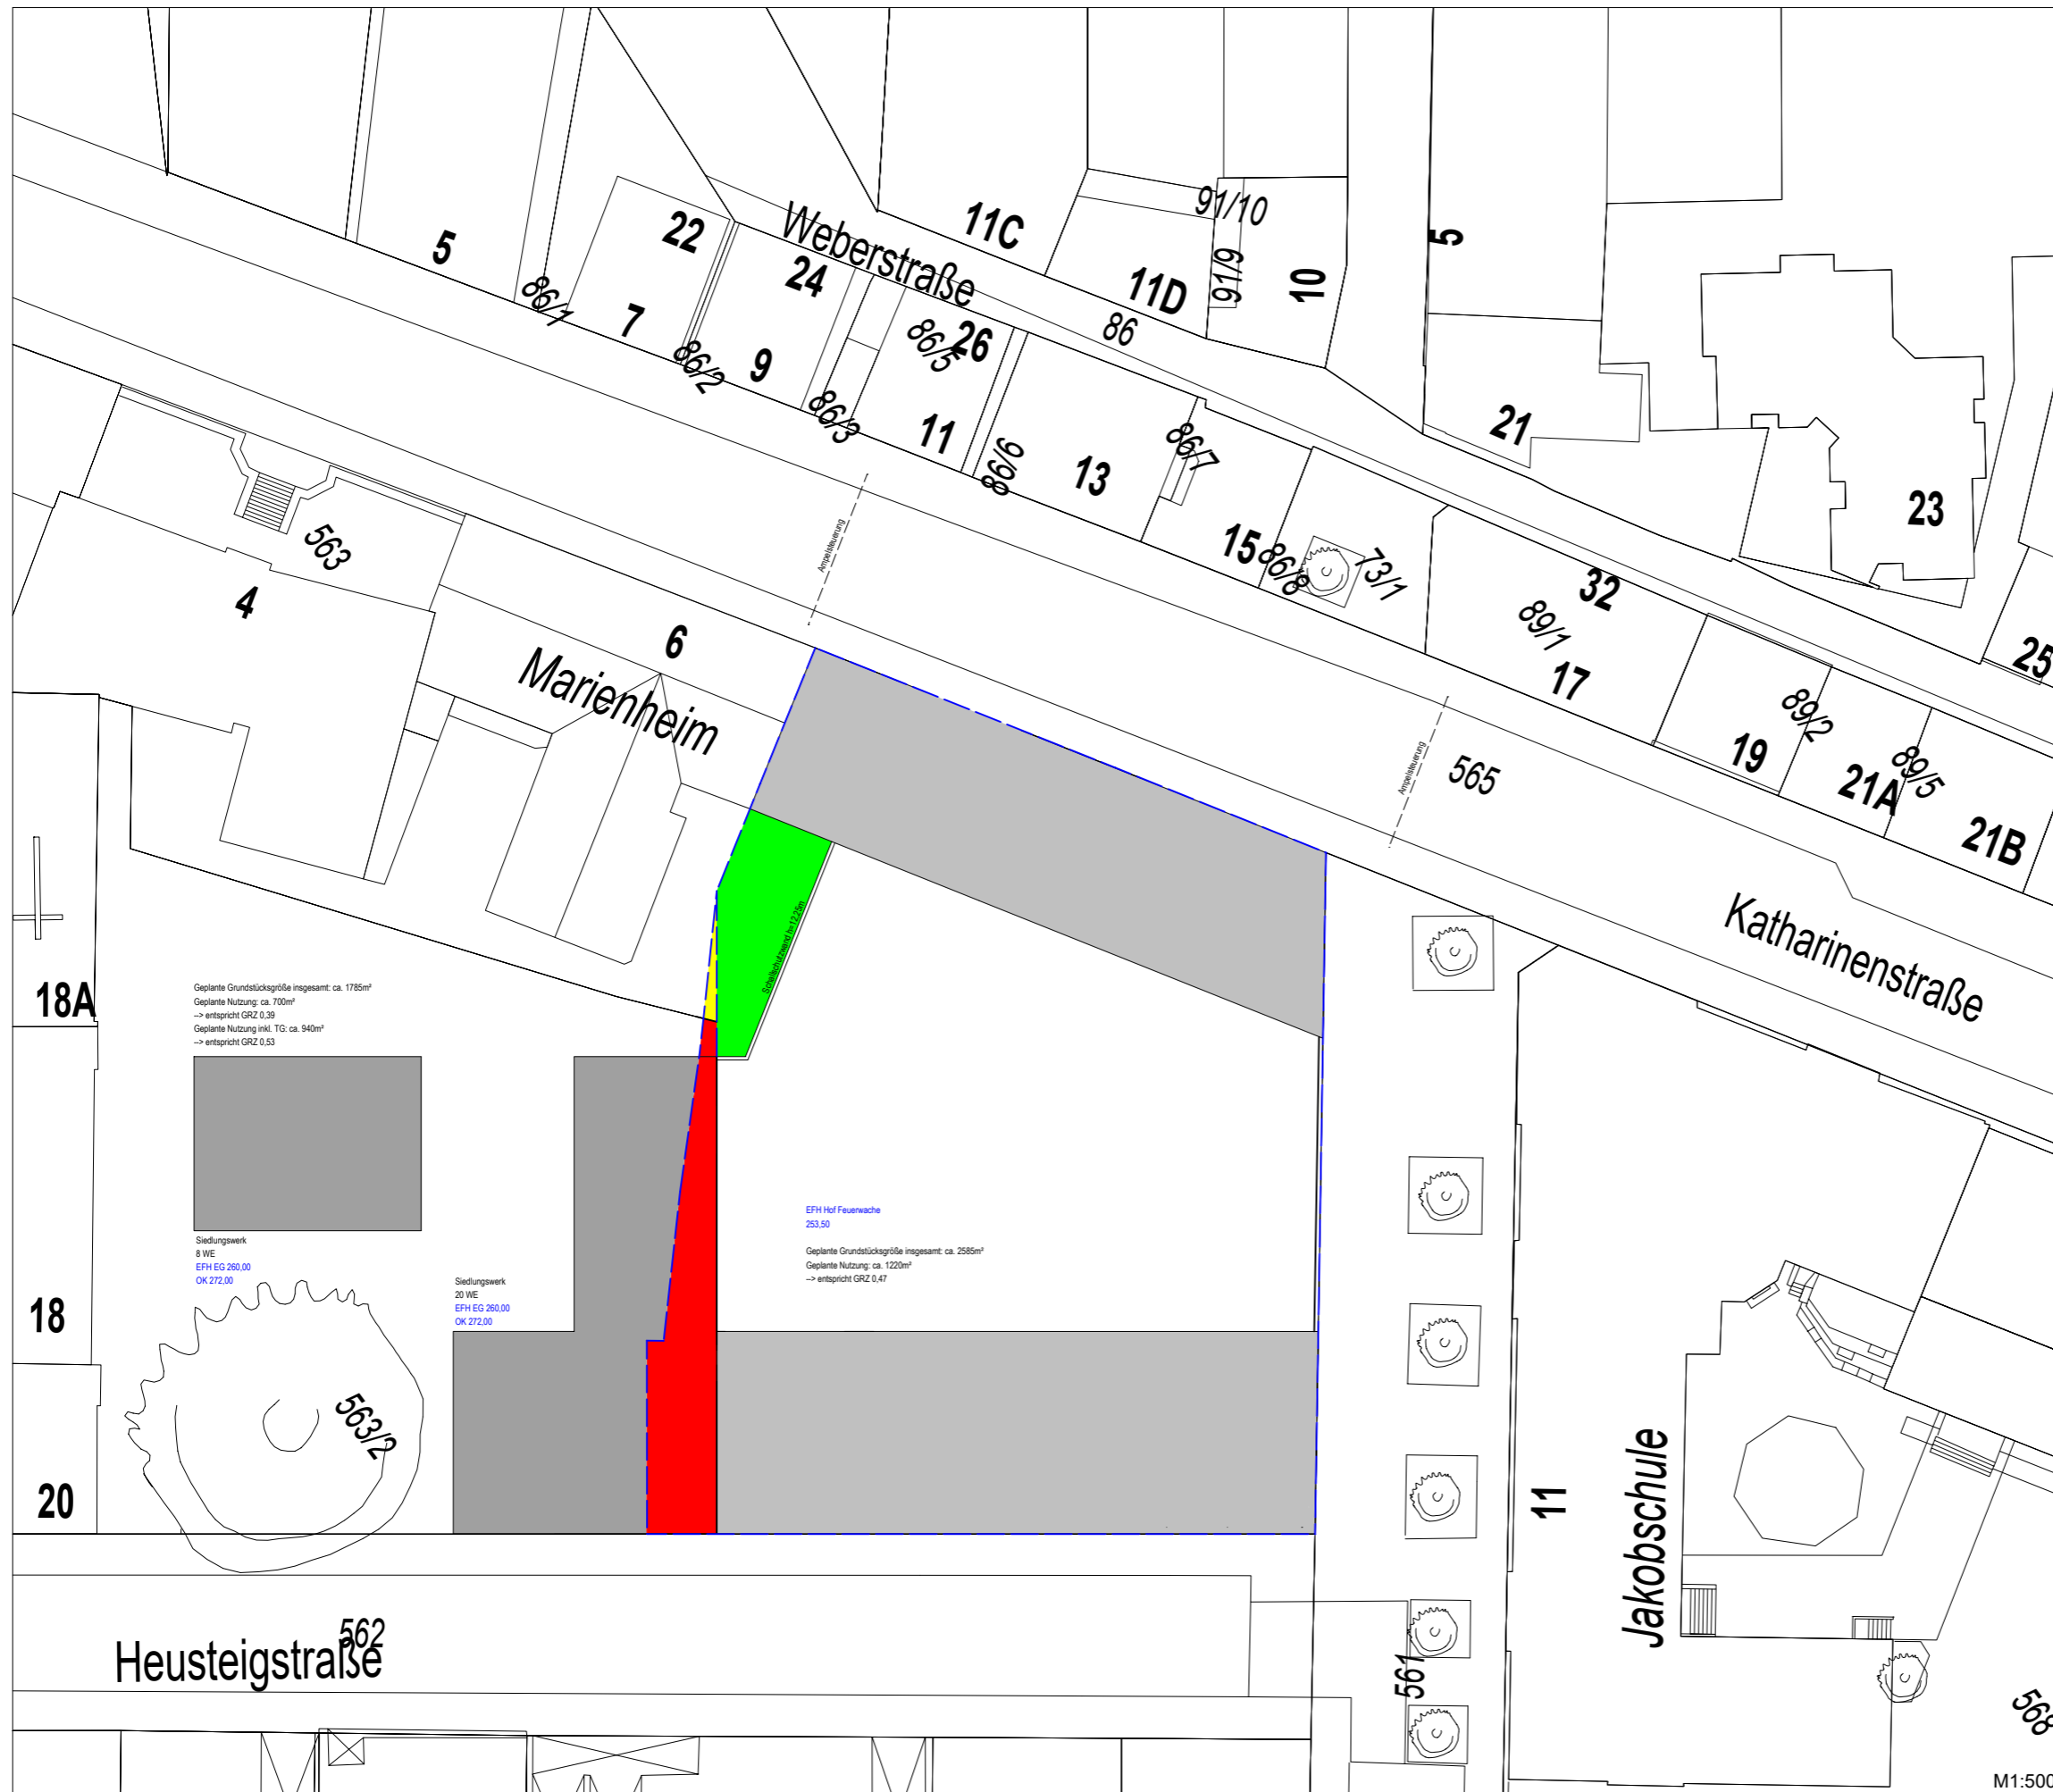 91/10
11C
22
Weberstraße
5
5
24
91/9
10
11D
86/1
7
86
86/5
26
86/2
9
86/3
11
21
86/7
86/6
13
23
563
Ampelsteuerung
15
86/8
73/1
4
32
89/1
6
17
25
Marienheim
89/2
19
565
Ampelsteuerung
89/5
21A
21B
Katharinenstraße
Schallschutzwand h=12,25m
18A
Geplante Grundstücksgröße insgesamt: ca. 1785m²
Geplante Nutzung: ca. 700m²
--> entspricht GRZ 0,39
Geplante Nutzung inkl. TG: ca. 940m²
--> entspricht GRZ 0,53
EFH Hof Feuerwache
253,50
Geplante Grundstücksgröße insgesamt: ca. 2585m²
Geplante Nutzung: ca. 1220m²
--> entspricht GRZ 0,47
Siedlungswerk
8 WE
EFH EG 260,00
OK 272,00
Siedlungswerk
20 WE
EFH EG 260,00
OK 272,00
18
563/2
20
11
Jakobschule
562
Heusteigstraße
561
568
M1:500